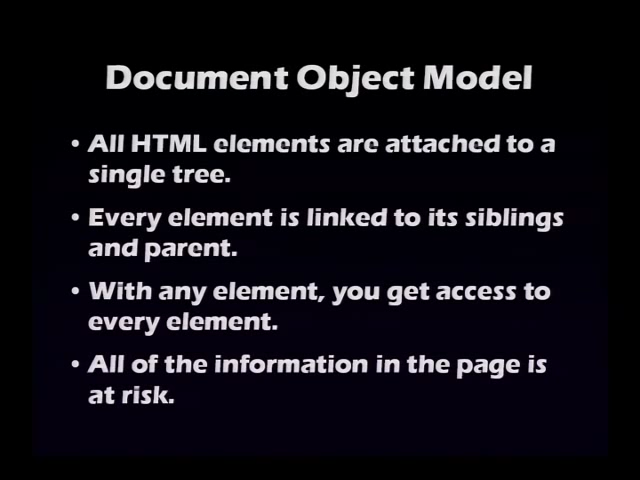 Document Object Model
• All HTML elements are attached to a
single tree.
• Every element is linked to its siblings
and parent.
• With any element, you get access to
every element.
• All of the information in the page is
at risk.